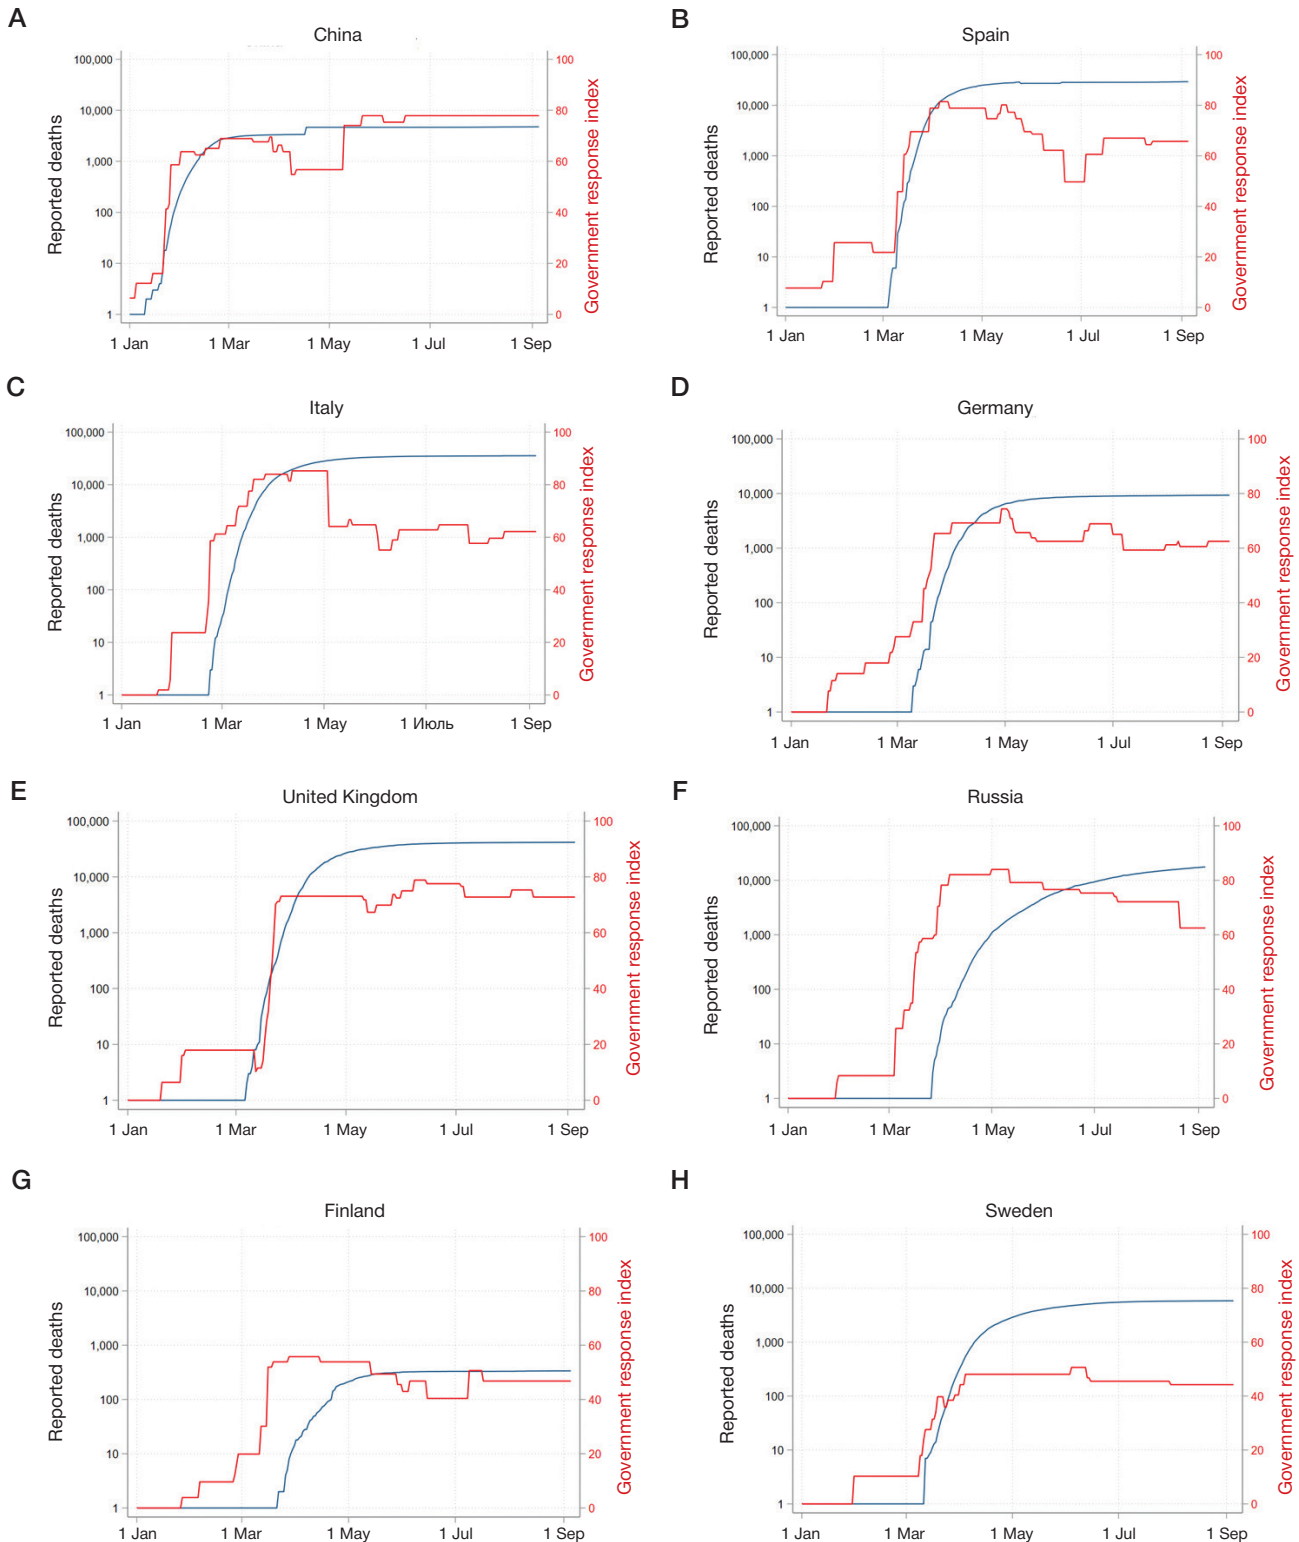 A
China
Reported deaths
100,000
10,000
1,000
100
10
1
100
80
60
40
20
0
Government response index
1 Jan 1 Mar 1 May 1 Jul 1 Sep
B
Spain
Reported deaths
100,000
10,000
1,000
100
10
1
100
80
60
40
20
0
Government response index
1 Jan 1 Mar 1 May 1 Jul 1 Sep
C
Italy
Reported deaths
100,000
10,000
1,000
100
10
1
100
80
60
40
20
0
Government response index
1 Jan 1 Mar 1 May 1 Июль 1 Sep
D
Germany
Reported deaths
100,000
10,000
1,000
100
10
1
100
80
60
40
20
0
Government response index
1 Jan 1 Mar 1 May 1 Jul 1 Sep
E
United Kingdom
Reported deaths
100,000
10,000
1,000
100
10
1
100
80
60
40
20
0
Government response index
1 Jan 1 Mar 1 May 1 Jul 1 Sep
F
Russia
Reported deaths
100,000
10,000
1,000
100
10
1
100
80
60
40
20
0
Government response index
1 Jan 1 Mar 1 May 1 Jul 1 Sep
G
Finland
Reported deaths
100,000
10,000
1,000
100
10
1
100
80
60
40
20
0
Government response index
1 Jan 1 Mar 1 May 1 Jul 1 Sep
H
Sweden
Reported deaths
100,000
10,000
1,000
100
10
1
100
80
60
40
20
0
Government response index
1 Jan 1 Mar 1 May 1 Jul 1 Sep